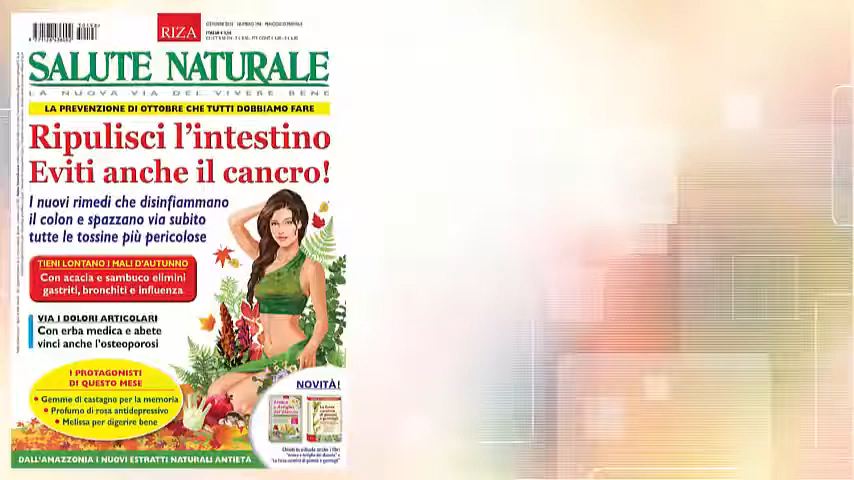 RIZA
SALUTE NATURALE
LA NUOVA VIA DEL VIVERE BENE
LA PREVENZIONE DI OTTOBRE CHE TUTTI DOBBIAMO FARE
Ripulisci l'intestino
Eviti anche il cancro!
I nuovi rimedi che disinfiammano
il colon e spazzano via subito
tutte le tossine più pericolose
TIENI LONTANO I MALI D'AUTUNNO
Con acacia e sambuco elimini
gastriti, bronchiti e influenza
VIA I DOLORI ARTICOLARI
Con erba medica e abete
vinci anche l'osteoporosi
I PROTAGONISTI
DI QUESTO MESE
• Gemme di castagno per la memoria
• Profumo di rosa antidepressivo
• Melissa per digerire bene
NOVITÀ!
DALL'AMAZZONIA I NUOVI ESTRATTI NATURALI ANTIETÀ